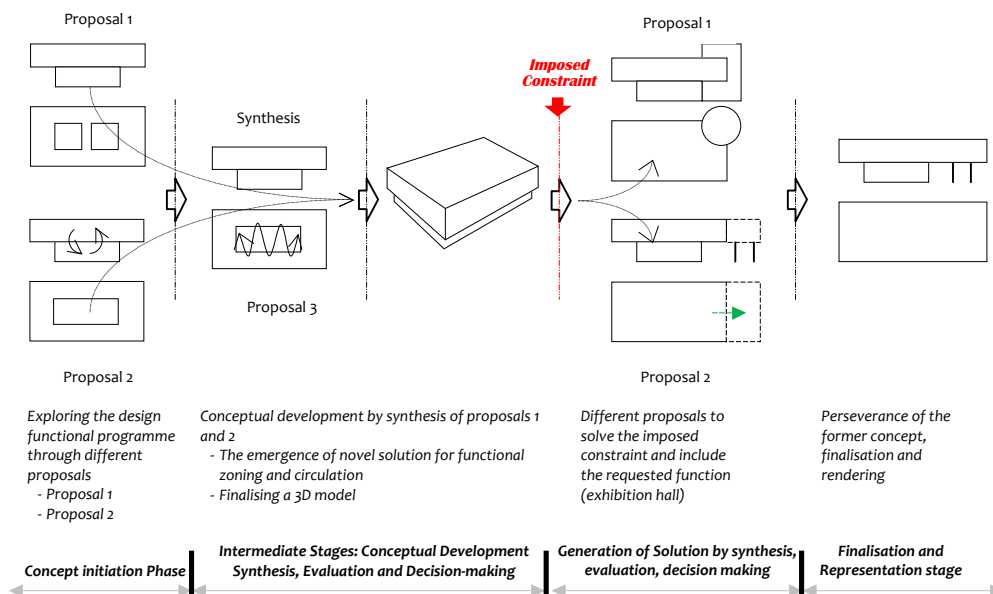 Proposal 1
Proposal 1
Imposed
Constraint
Synthesis
Proposal 3
Proposal 2
Proposal 2
Exploring the design
functional programme
through different
proposals
- Proposal 1
- Proposal 2
Conceptual development by synthesis of proposals 1
and 2
- The emergence of novel solution for functional
zoning and circulation
- Finalising a 3D model
Different proposals to
solve the imposed
constraint and include
the requested function
(exhibition hall)
Perseverance of the
former concept,
finalisation and
rendering
Concept initiation Phase
Intermediate Stages: Conceptual Development
Synthesis, Evaluation and Decision-making
Generation of Solution by synthesis,
evaluation, decision making
Finalisation and
Representation stage